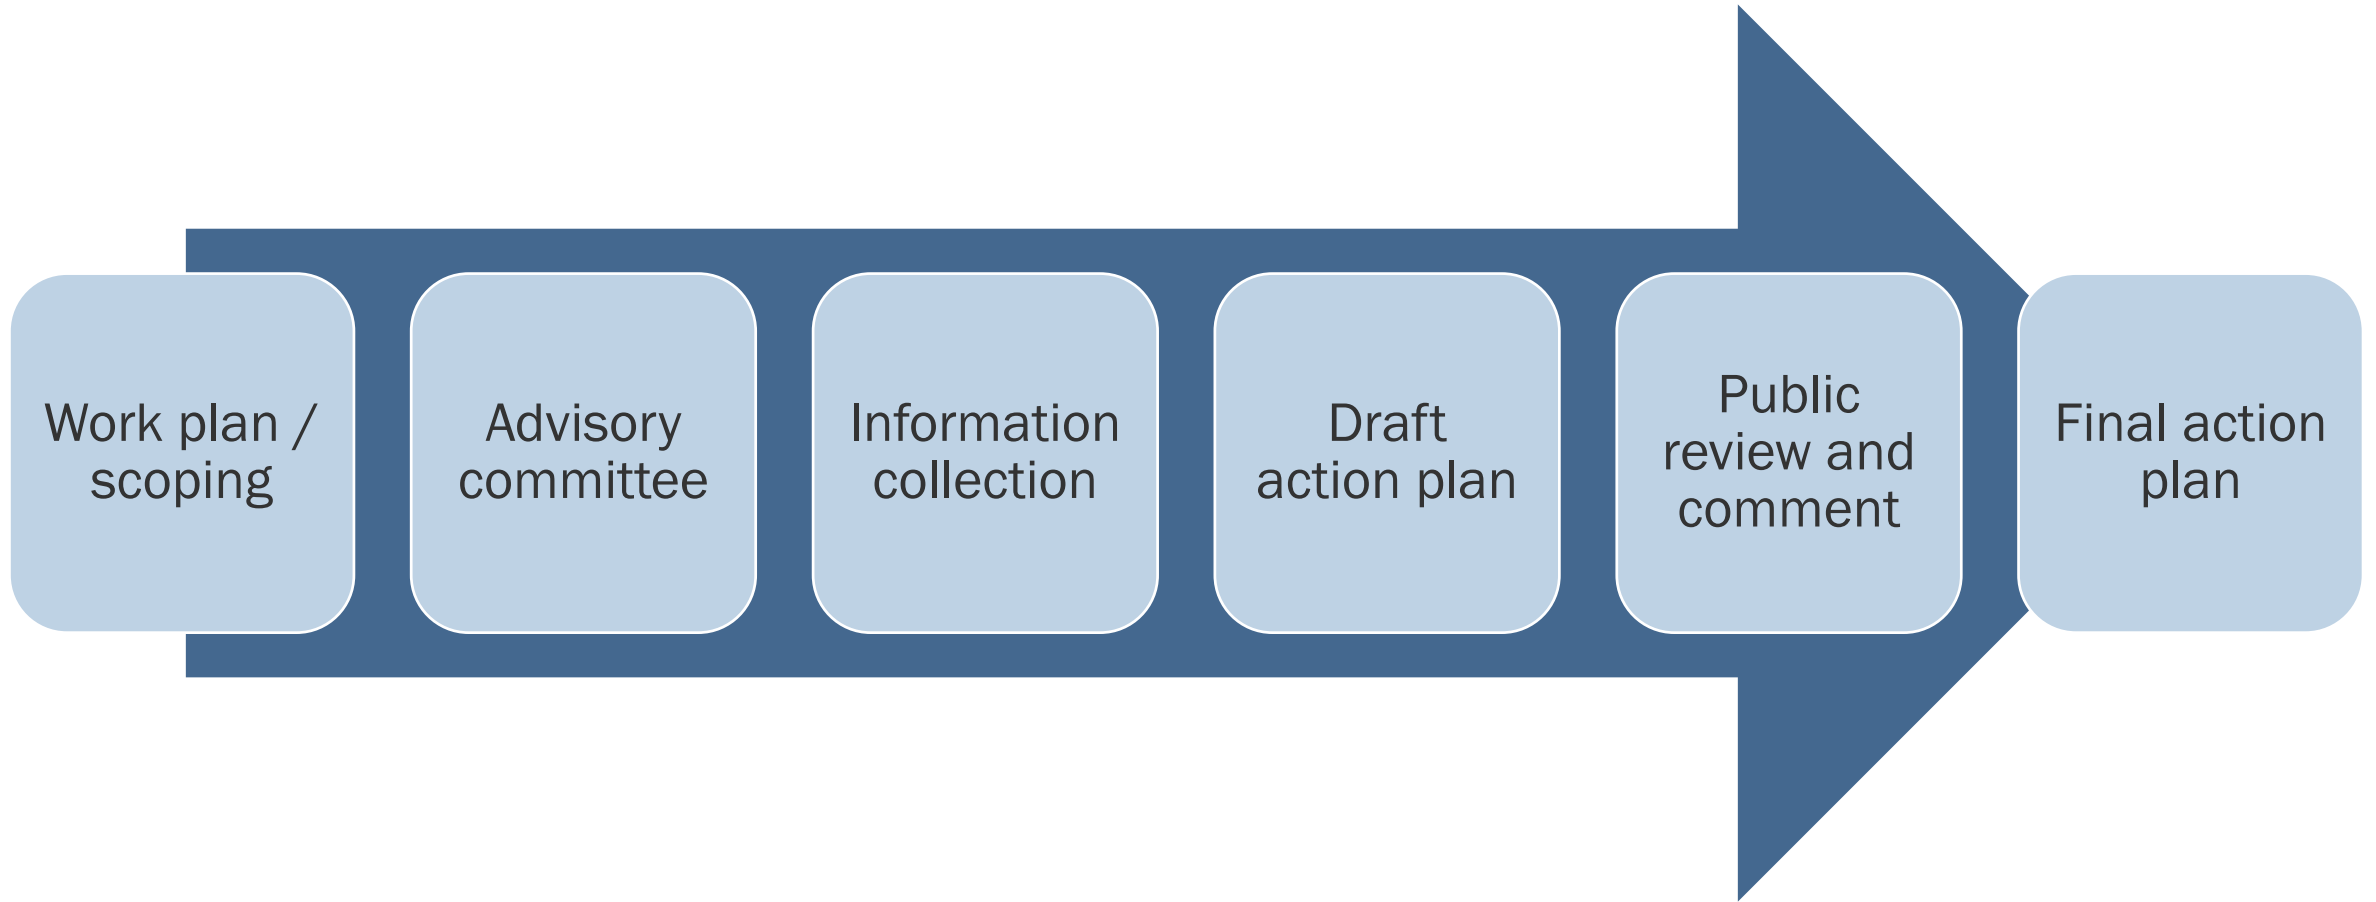 Work plan /
scoping
Advisory
committee
Information
collection
Draft
action plan
Public
review and
comment
Final action
plan